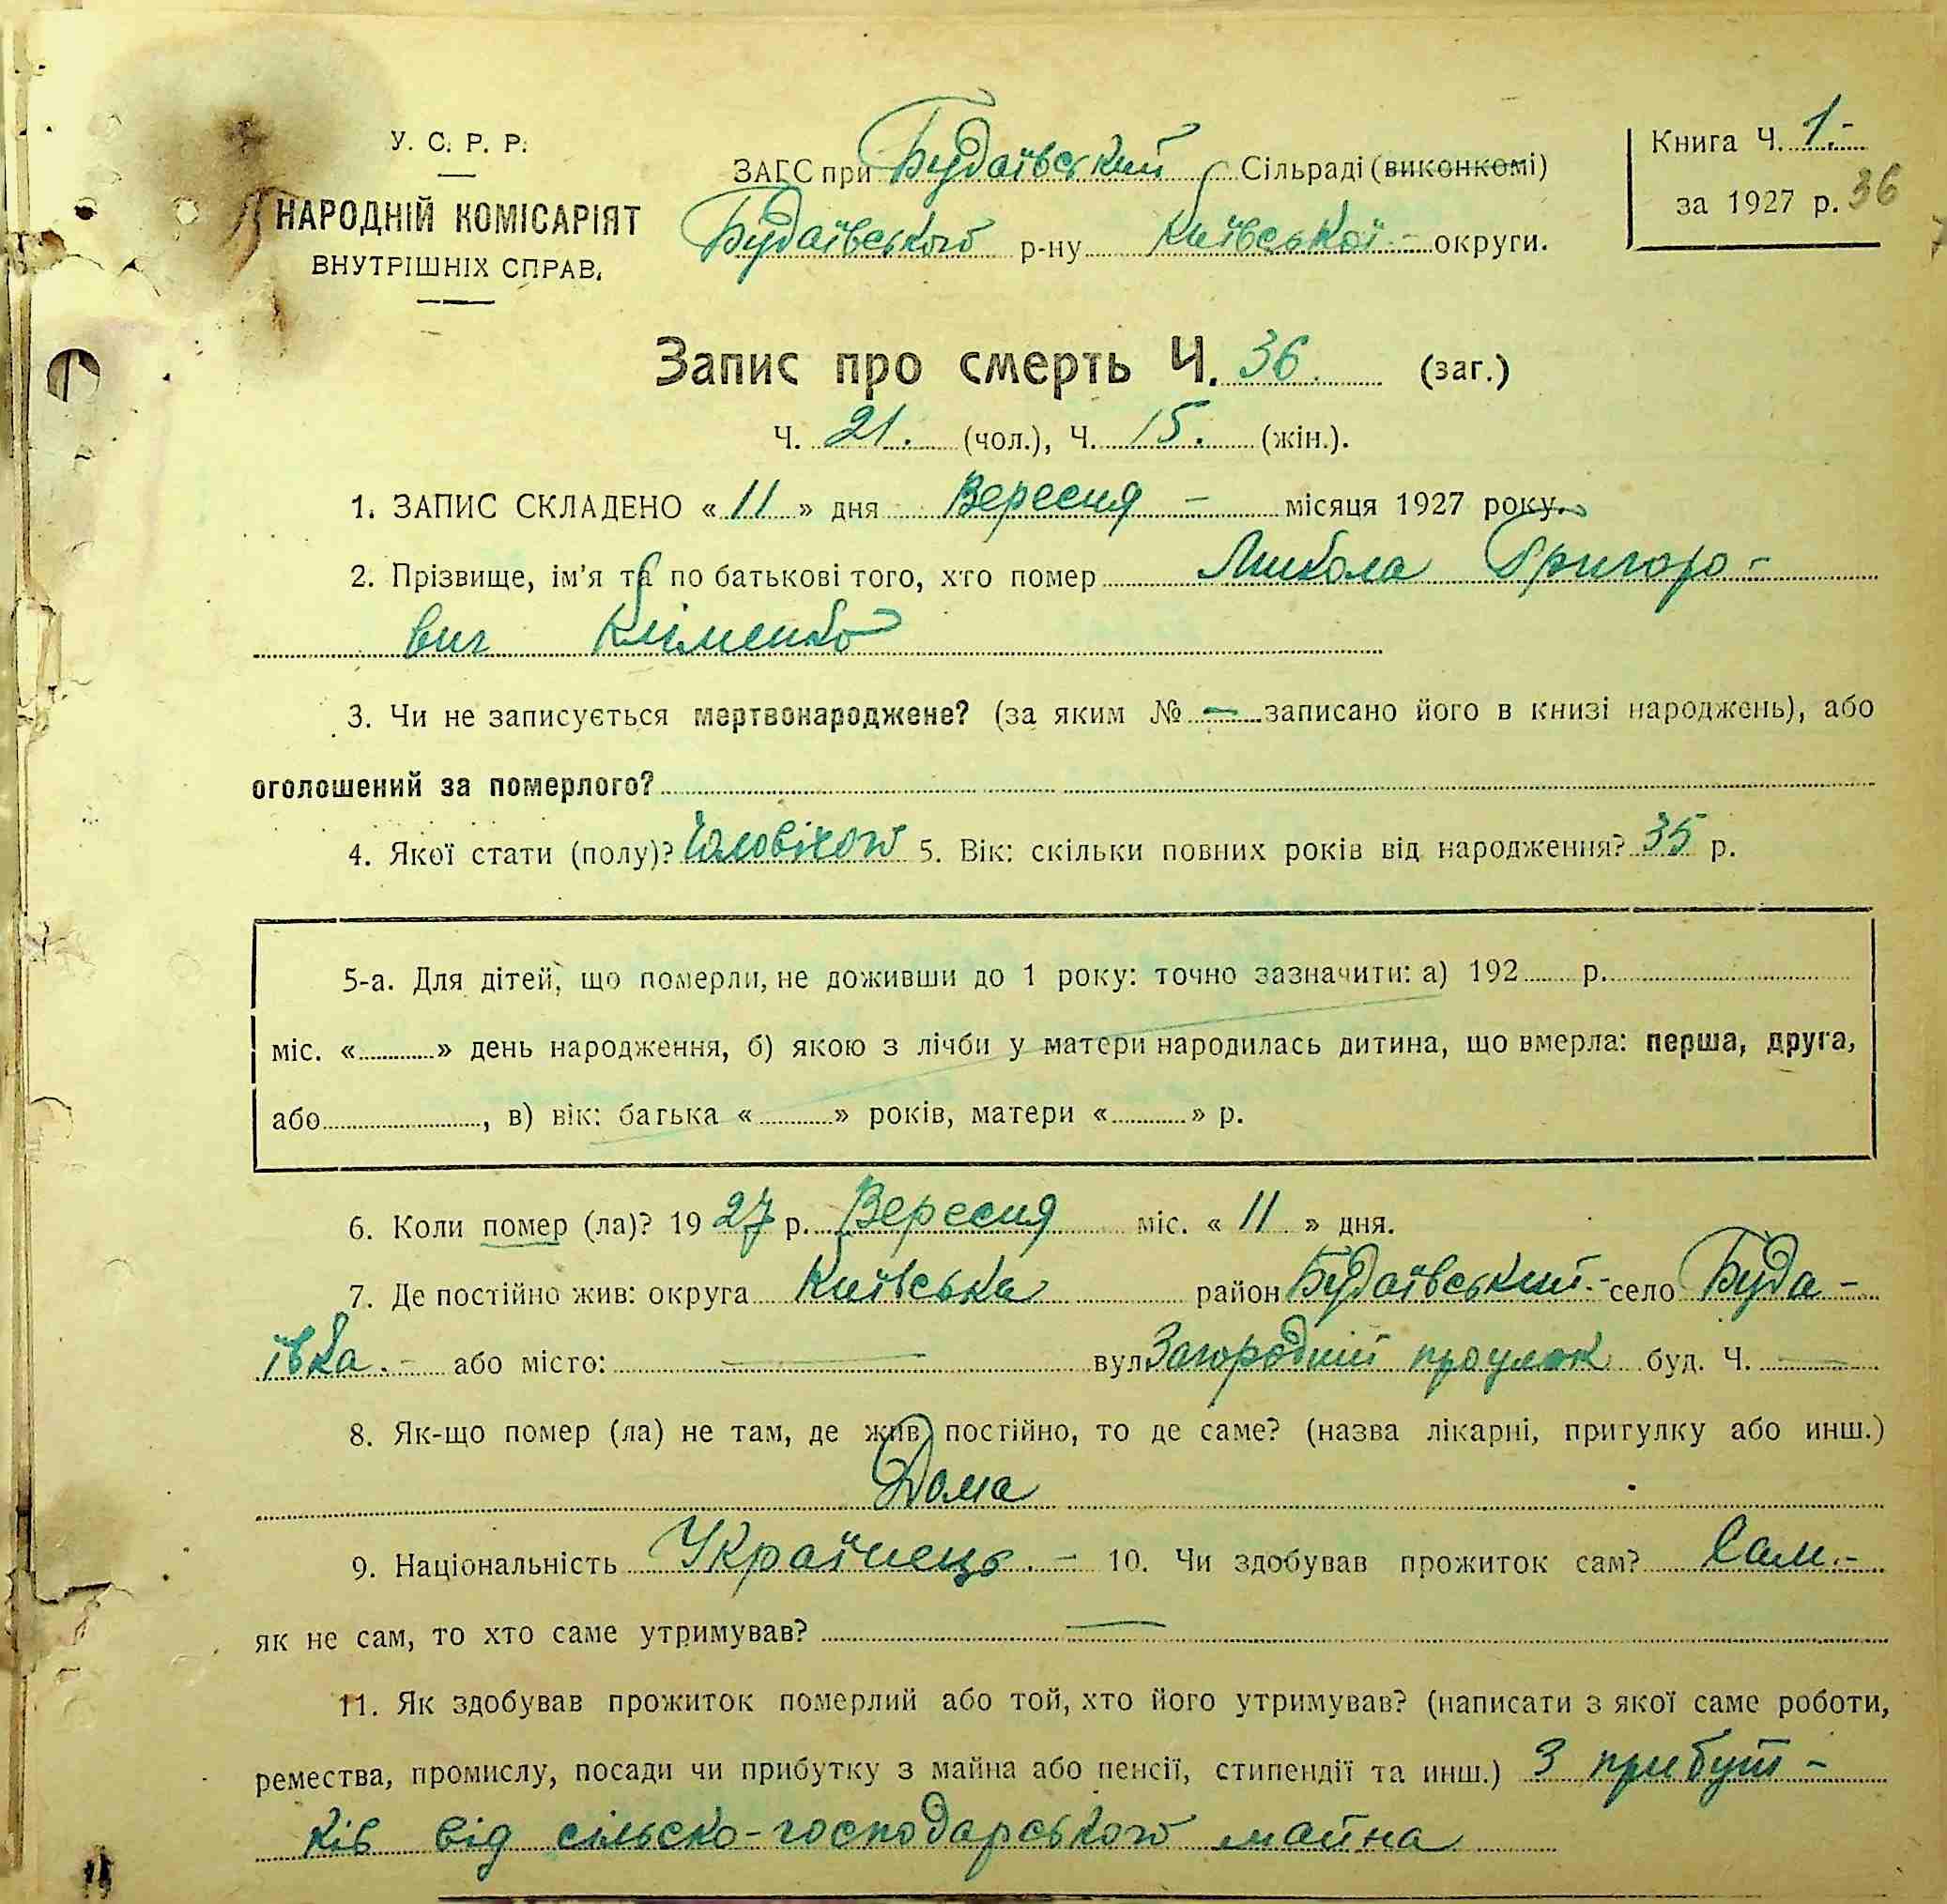 У. С. Р. Р.
НАРОДНІЙ КОМІСАРІЯТ
ВНУТРІШНІХ СПРАВ.
ЗАГС при Будаївський Сільраді (виконкомі)
Будаївського р-ну Київської округи.
Книга Ч. 1.-
за 1927 р. 36
Запис про смерть Ч. 36. (заг.)
Ч. 21. (чол.), Ч. 15. (жін.).
1. ЗАПИС СКЛАДЕНО « 11 » дня Вересня - місяця 1927 року.
2. Прізвище, ім'я та по батькові того, хто помер Микола Григоро-
вич Кліменко
3. Чи не записується мертвонароджене? (за яким № — записано його в книзі народжень), або
оголошений за померлого?
4. Якої стати (полу)? Чоловічої 5. Вік: скільки повних років від народження? 35 р.
5-а. Для дітей, що померли, не доживши до 1 року: точно зазначити: а) 192 р.
міс. « » день народження, б) якою з лічби у матери народилась дитина, що вмерла: перша, друга,
або , в) вік: батька « » років, матери « » р.
6. Коли помер (ла)? 19 27 р. Вересня міс. « 11 » дня.
7. Де постійно жив: округа Київська район Будаївський.- село Буда-
ївка.- або місто: — вул. Загородній проулок буд. Ч. —
8. Як-що помер (ла) не там, де жив постійно, то де саме? (назва лікарні, притулку або инш.)
Дома
9. Національність Українець.- 10. Чи здобував прожиток сам? Сам.-
як не сам, то хто саме утримував? —
11. Як здобував прожиток померлий або той, хто його утримував? (написати з якої саме роботи,
ремества, промислу, посади чи прибутку з майна або пенсії, стипендії та инш.) З прибут-
ків від сільско-господарського майна